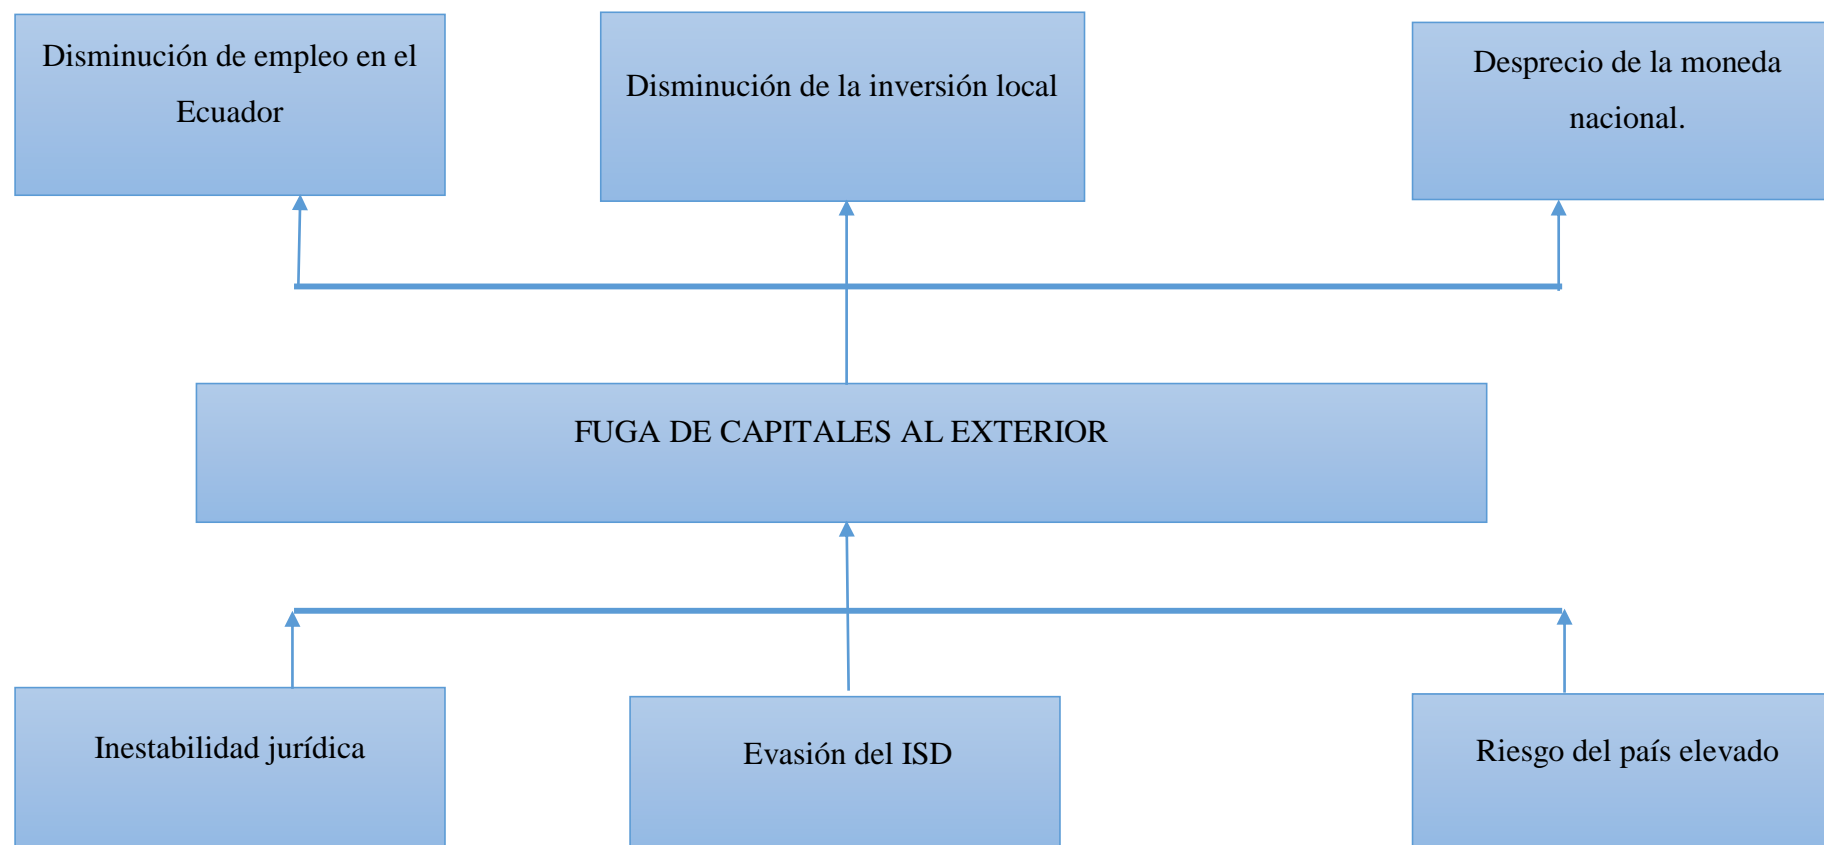 Disminución de empleo en el
Ecuador
Disminución de la inversión local
Desprecio de la moneda
nacional.
FUGA DE CAPITALES AL EXTERIOR
Inestabilidad jurídica
Evasión del ISD
Riesgo del país elevado